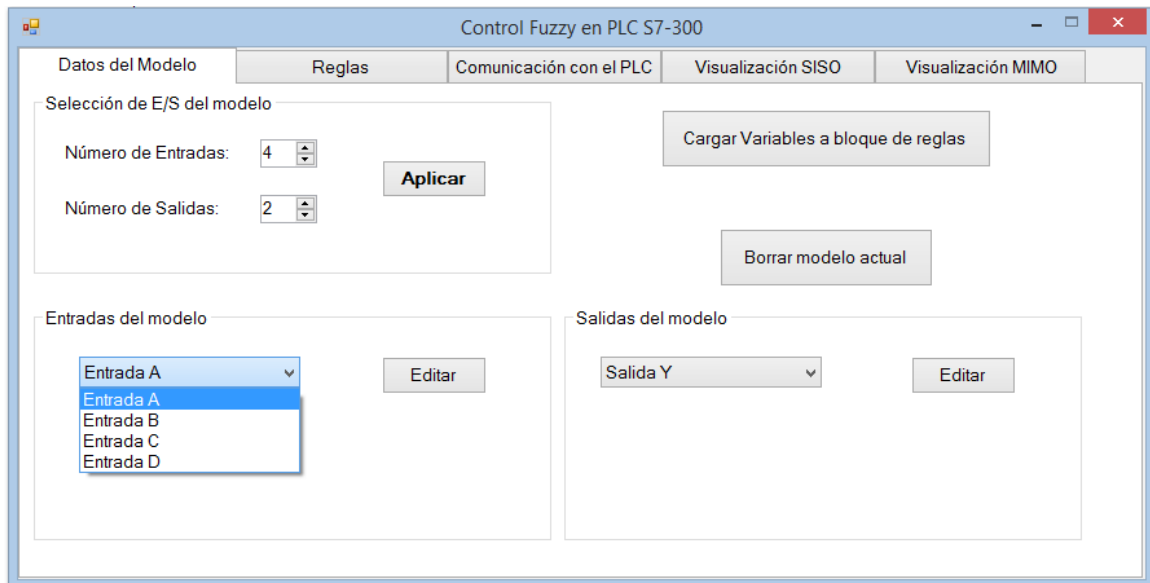 Control Fuzzy en PLC S7-300
Datos del Modelo Reglas Comunicación con el PLC Visualización SISO Visualización MIMO
Selección de E/S del modelo
Número de Entradas: 4
Aplicar
Número de Salidas: 2
Cargar Variables a bloque de reglas
Borrar modelo actual
Entradas del modelo
Entrada A Editar
Entrada A
Entrada B
Entrada C
Entrada D
Salidas del modelo
Salida Y Editar